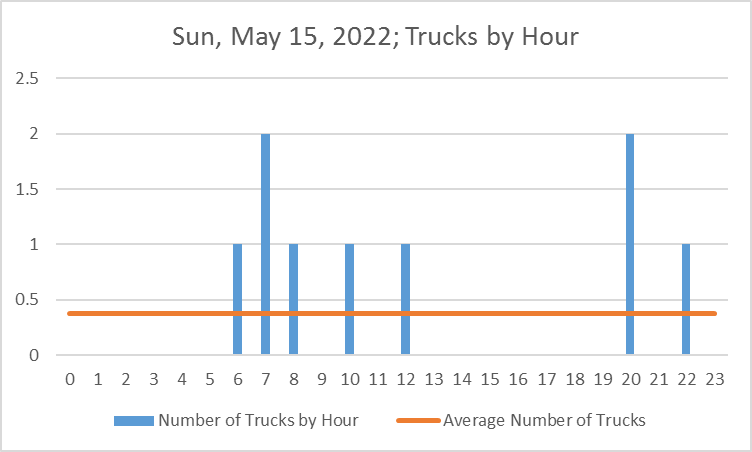 Sun, May 15, 2022; Trucks by Hour
2.5
2
1.5
1
0.5
0
0 1 2 3 4 5 6 7 8 9 10 11 12 13 14 15 16 17 18 19 20 21 22 23
Number of Trucks by Hour Average Number of Trucks